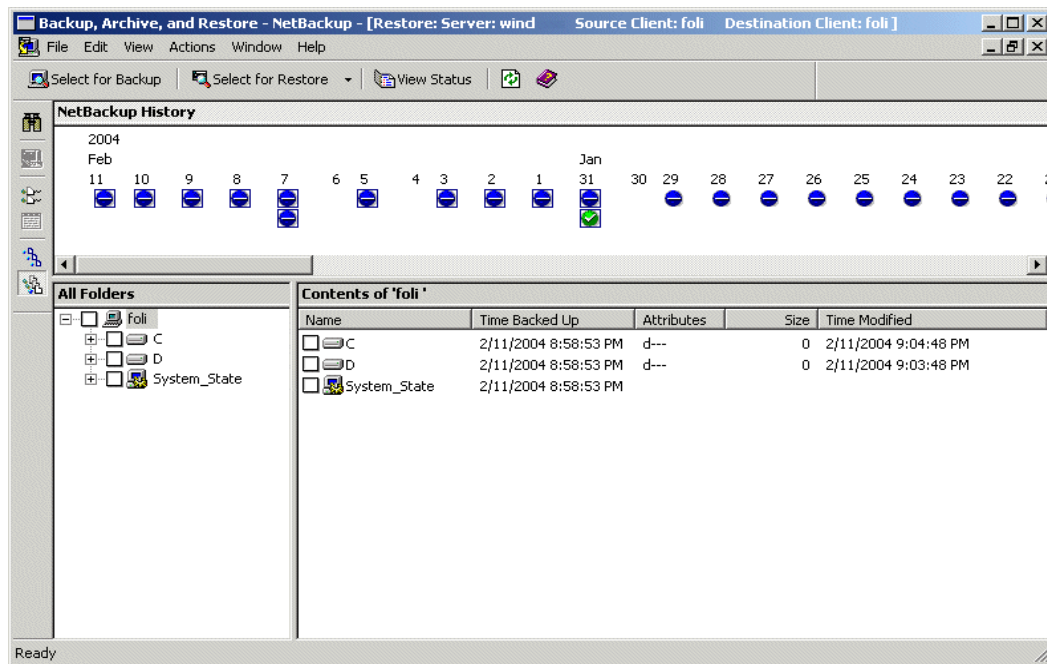 Backup, Archive, and Restore - NetBackup - [Restore: Server: wind Source Client: foli Destination Client: foli ]
File Edit View Actions Window Help
Select for Backup Select for Restore View Status
NetBackup History
2004
Feb Jan
11 10 9 8 7 6 5 4 3 2 1 31 30 29 28 27 26 25 24 23 22
All Folders Contents of 'foli '
foli
C
D
System_State
Name Time Backed Up Attributes Size Time Modified
C 2/11/2004 8:58:53 PM d--- 0 2/11/2004 9:04:48 PM
D 2/11/2004 8:58:53 PM d--- 0 2/11/2004 9:03:48 PM
System_State 2/11/2004 8:58:53 PM
Ready